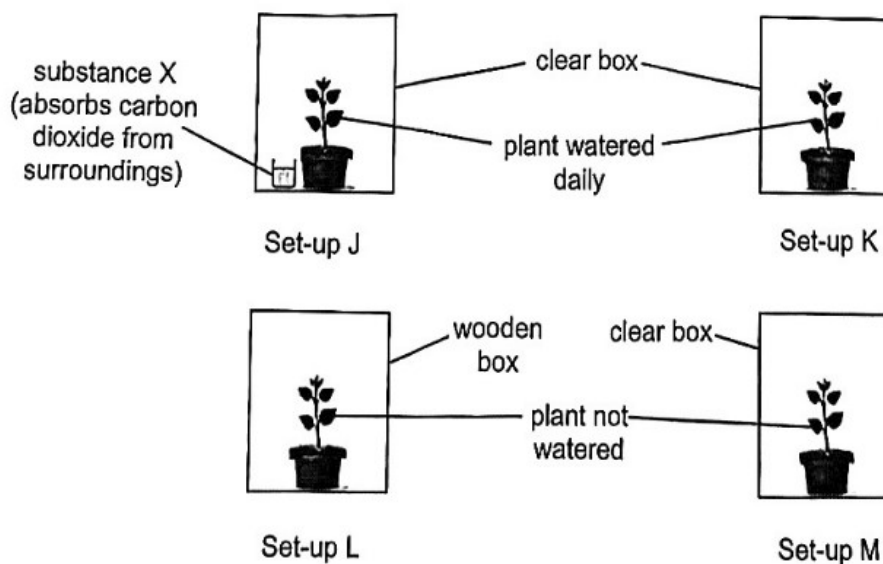 substance X
(absorbs carbon
dioxide from
surroundings)
clear box
plant watered
daily
Set-up J
Set-up K
wooden
box
clear box
plant not
watered
Set-up L
Set-up M